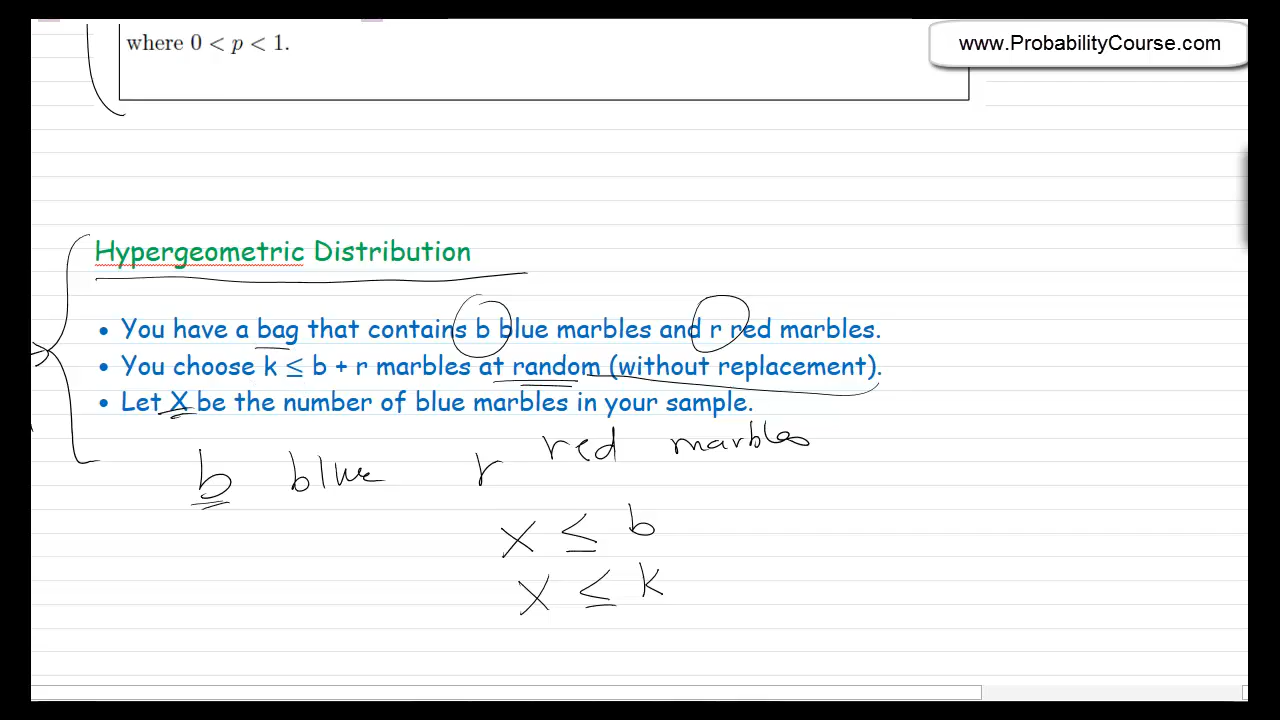 where 0 < p < 1.
www.ProbabilityCourse.com
Hypergeometric Distribution
• You have a bag that contains b blue marbles and r red marbles.
• You choose k ≤ b + r marbles at random (without replacement).
• Let X be the number of blue marbles in your sample.
b blue r red marbles
X ≤ b
X ≤ k